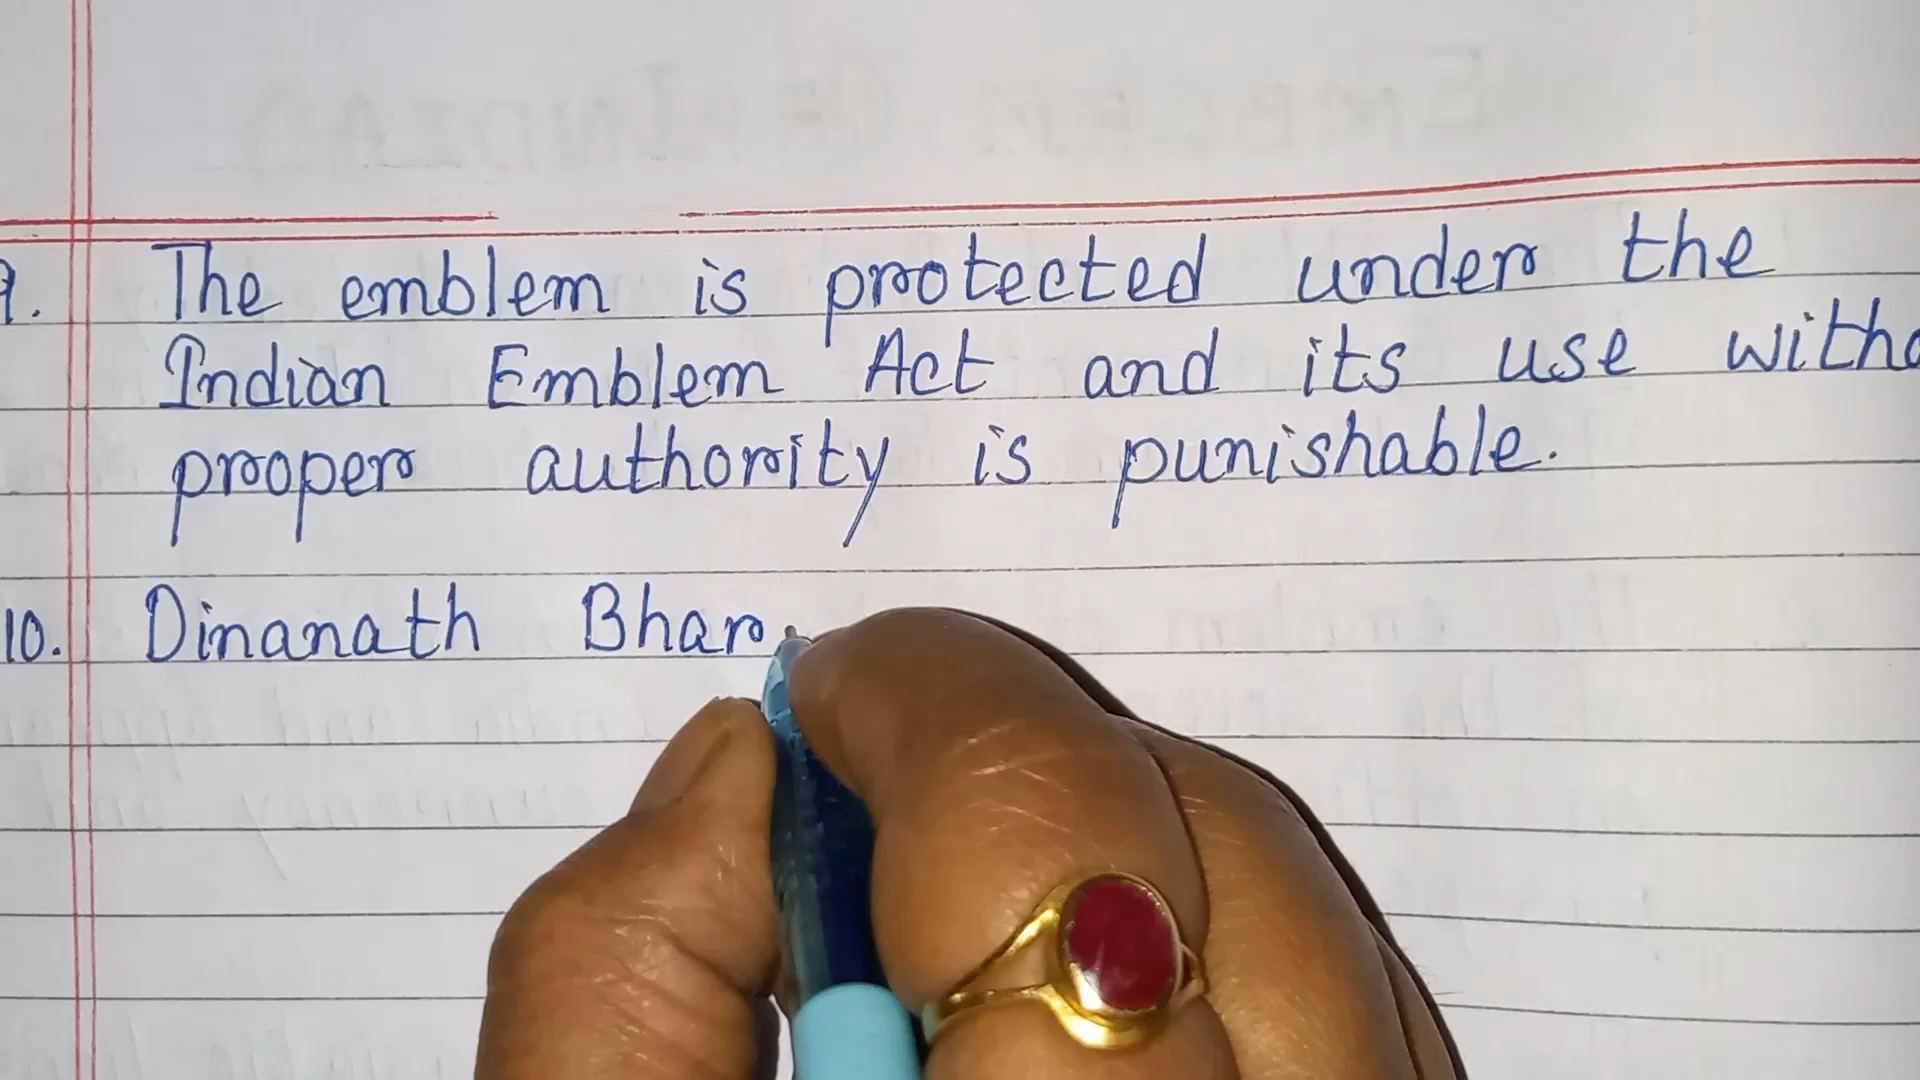 9. The emblem is protected under the
Indian Emblem Act and its use witho
proper authority is punishable.
10. Dinanath Bhar